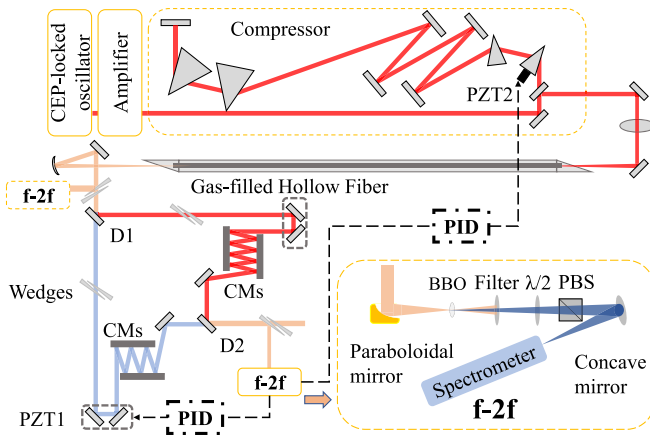 CEP-locked
oscillator
Amplifier
Compressor
PZT2
f-2f
Gas-filled Hollow Fiber
D1
PID
Wedges
CMs
CMs
D2
BBO Filter λ/2 PBS
Paraboloidal
mirror
Spectrometer
Concave
mirror
f-2f
f-2f
PZT1
PID